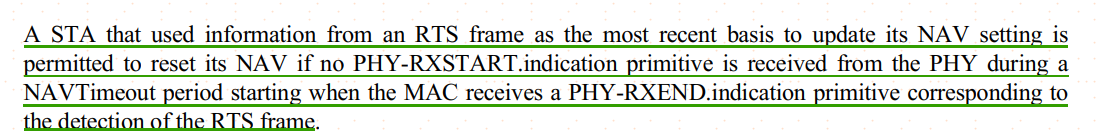 A STA that used information from an RTS frame as the most recent basis to update its NAV setting is
permitted to reset its NAV if no PHY-RXSTART.indication primitive is received from the PHY during a
NAVTimeout period starting when the MAC receives a PHY-RXEND.indication primitive corresponding to
the detection of the RTS frame.